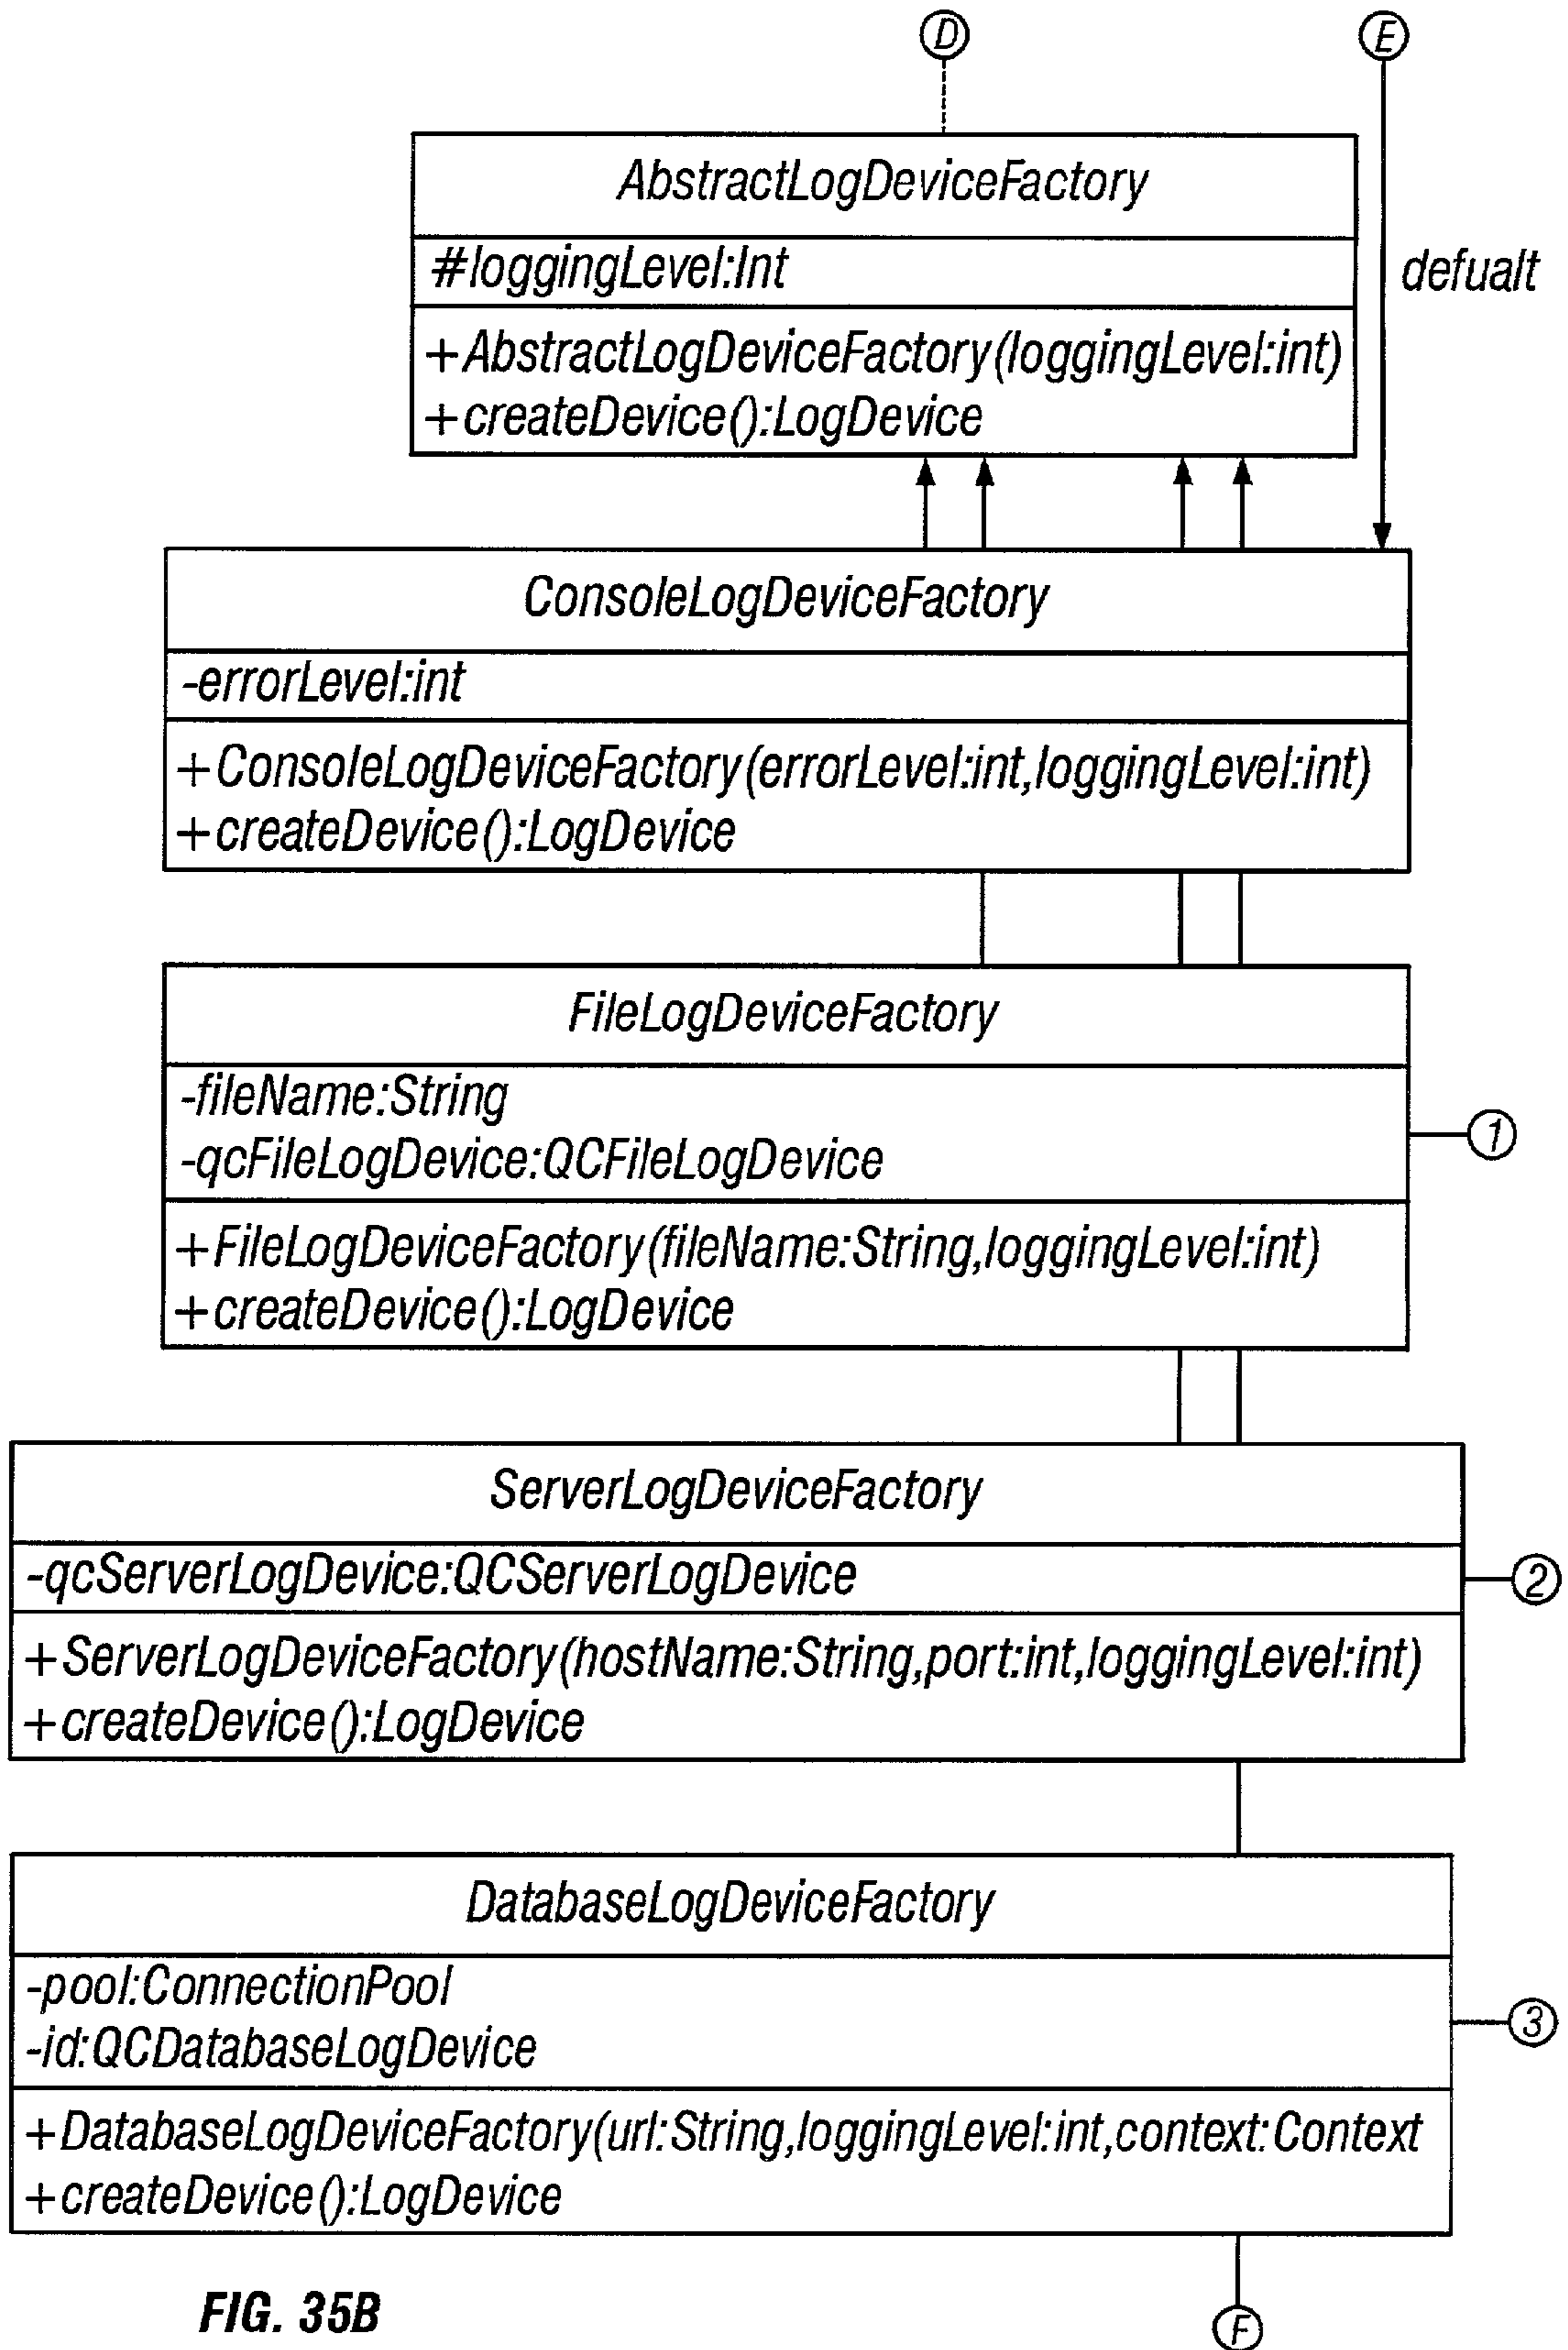 D
E
AbstractLogDeviceFactory
#loggingLevel:Int
defualt
+AbstractLogDeviceFactory(loggingLevel:int)
+createDevice():LogDevice
ConsoleLogDeviceFactory
-errorLevel:int
+ConsoleLogDeviceFactory(errorLevel:int,loggingLevel:int)
+createDevice():LogDevice
FileLogDeviceFactory
-fileName:String
-qcFileLogDevice:QCFileLogDevice
1
+FileLogDeviceFactory(fileName:String,loggingLevel:int)
+createDevice():LogDevice
ServerLogDeviceFactory
-qcServerLogDevice:QCServerLogDevice
2
+ServerLogDeviceFactory(hostName:String,port:int,loggingLevel:int)
+createDevice():LogDevice
DatabaseLogDeviceFactory
-pool:ConnectionPool
3
-id:QCDatabaseLogDevice
+DatabaseLogDeviceFactory(url:String,loggingLevel:int,context:Context
+createDevice():LogDevice
FIG. 35B
F